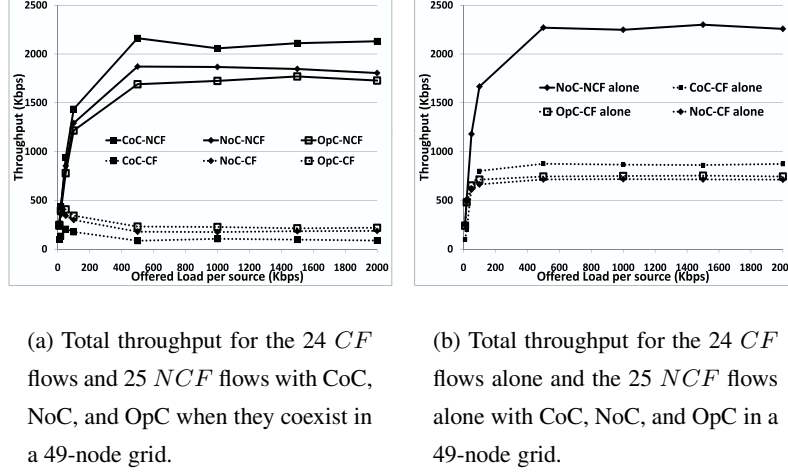 2500
2000
1500
1000
500
0
Throughput (Kbps)
CoC-NCF NoC-NCF OpC-NCF
CoC-CF NoC-CF OpC-CF
0 200 400 600 800 1000 1200 1400 1600 1800 2000
Offered Load per source (Kbps)
(a) Total throughput for the 24 CF
flows and 25 NCF flows with CoC,
NoC, and OpC when they coexist in
a 49-node grid.
2500
2000
1500
1000
500
0
Throughput (Kbps)
NoC-NCF alone CoC-CF alone
OpC-CF alone NoC-CF alone
0 200 400 600 800 1000 1200 1400 1600 1800 2000
Offered Load per source (Kbps)
(b) Total throughput for the 24 CF
flows alone and the 25 NCF flows
alone with CoC, NoC, and OpC in a
49-node grid.